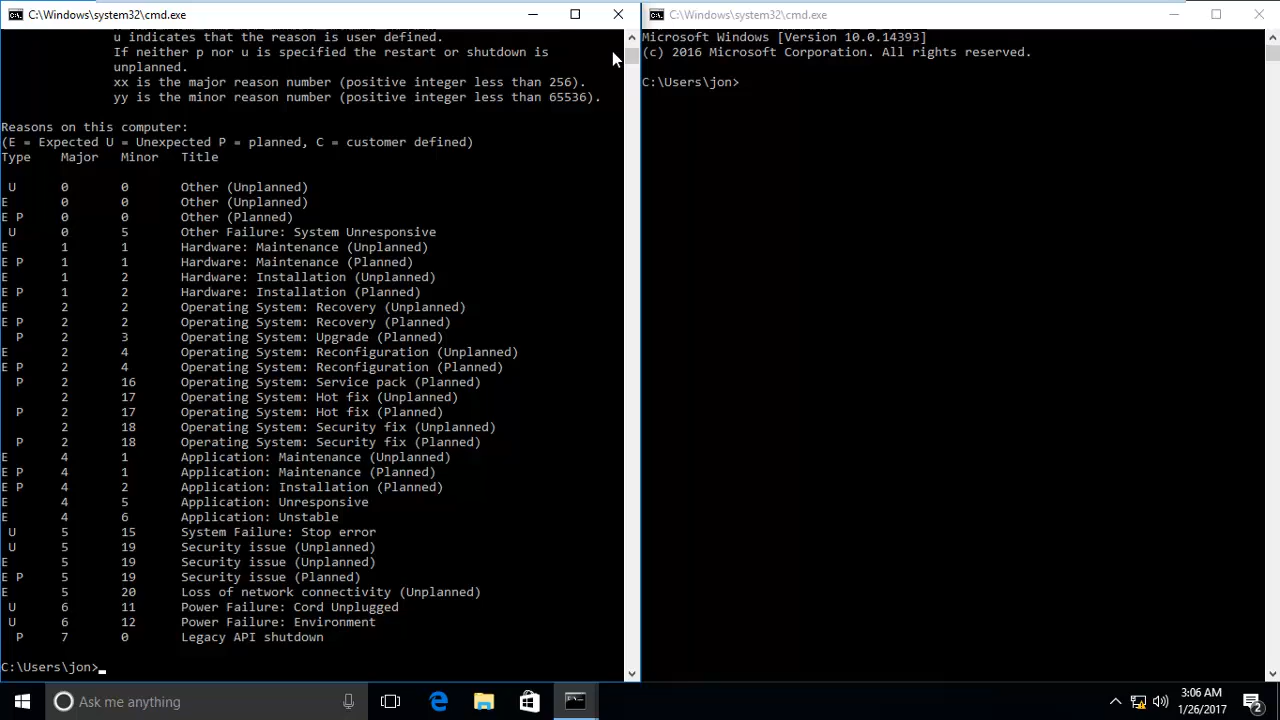 C:\Windows\system32\cmd.exe
u indicates that the reason is user defined.
If neither p nor u is specified the restart or shutdown is
unplanned.
xx is the major reason number (positive integer less than 256).
yy is the minor reason number (positive integer less than 65536).
Reasons on this computer:
(E = Expected U = Unexpected P = planned, C = customer defined)
Type Major Minor Title
U 0 0 Other (Unplanned)
E 0 0 Other (Unplanned)
E P 0 0 Other (Planned)
U 0 5 Other Failure: System Unresponsive
E 1 1 Hardware: Maintenance (Unplanned)
E P 1 1 Hardware: Maintenance (Planned)
E 1 2 Hardware: Installation (Unplanned)
E P 1 2 Hardware: Installation (Planned)
E 2 2 Operating System: Recovery (Unplanned)
E P 2 2 Operating System: Recovery (Planned)
P 2 3 Operating System: Upgrade (Planned)
E 2 4 Operating System: Reconfiguration (Unplanned)
E P 2 4 Operating System: Reconfiguration (Planned)
P 2 16 Operating System: Service pack (Planned)
2 17 Operating System: Hot fix (Unplanned)
P 2 17 Operating System: Hot fix (Planned)
2 18 Operating System: Security fix (Unplanned)
P 2 18 Operating System: Security fix (Planned)
E 4 1 Application: Maintenance (Unplanned)
E P 4 1 Application: Maintenance (Planned)
E P 4 2 Application: Installation (Planned)
E 4 5 Application: Unresponsive
E 4 6 Application: Unstable
U 5 15 System Failure: Stop error
U 5 19 Security issue (Unplanned)
E 5 19 Security issue (Unplanned)
E P 5 19 Security issue (Planned)
E 5 20 Loss of network connectivity (Unplanned)
U 6 11 Power Failure: Cord Unplugged
U 6 12 Power Failure: Environment
P 7 0 Legacy API shutdown
C:\Users\jon>_
C:\Windows\system32\cmd.exe
Microsoft Windows [Version 10.0.14393]
(c) 2016 Microsoft Corporation. All rights reserved.
C:\Users\jon>
Ask me anything
3:06 AM
1/26/2017
2